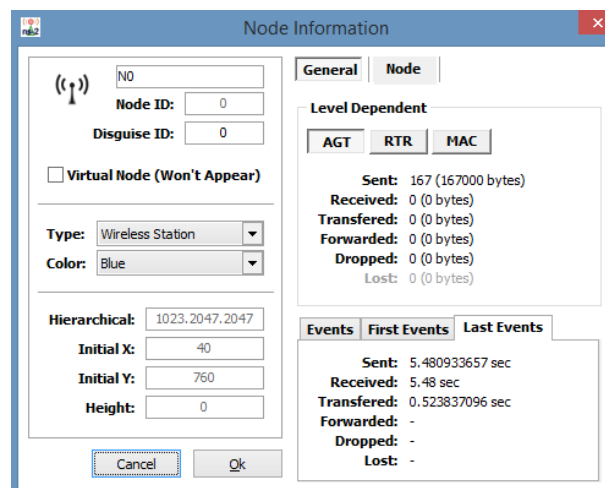 Node Information
N0
Node ID: 0
Disguise ID: 0
Virtual Node (Won't Appear)
Type: Wireless Station
Color: Blue
Hierarchical: 1023.2047.2047
Initial X: 40
Initial Y: 760
Height: 0
Cancel Ok
General Node
Level Dependent
AGT RTR MAC
Sent: 167 (167000 bytes)
Received: 0 (0 bytes)
Transfered: 0 (0 bytes)
Forwarded: 0 (0 bytes)
Dropped: 0 (0 bytes)
Lost: 0 (0 bytes)
Events First Events Last Events
Sent: 5.480933657 sec
Received: 5.48 sec
Transfered: 0.523837096 sec
Forwarded: -
Dropped: -
Lost: -